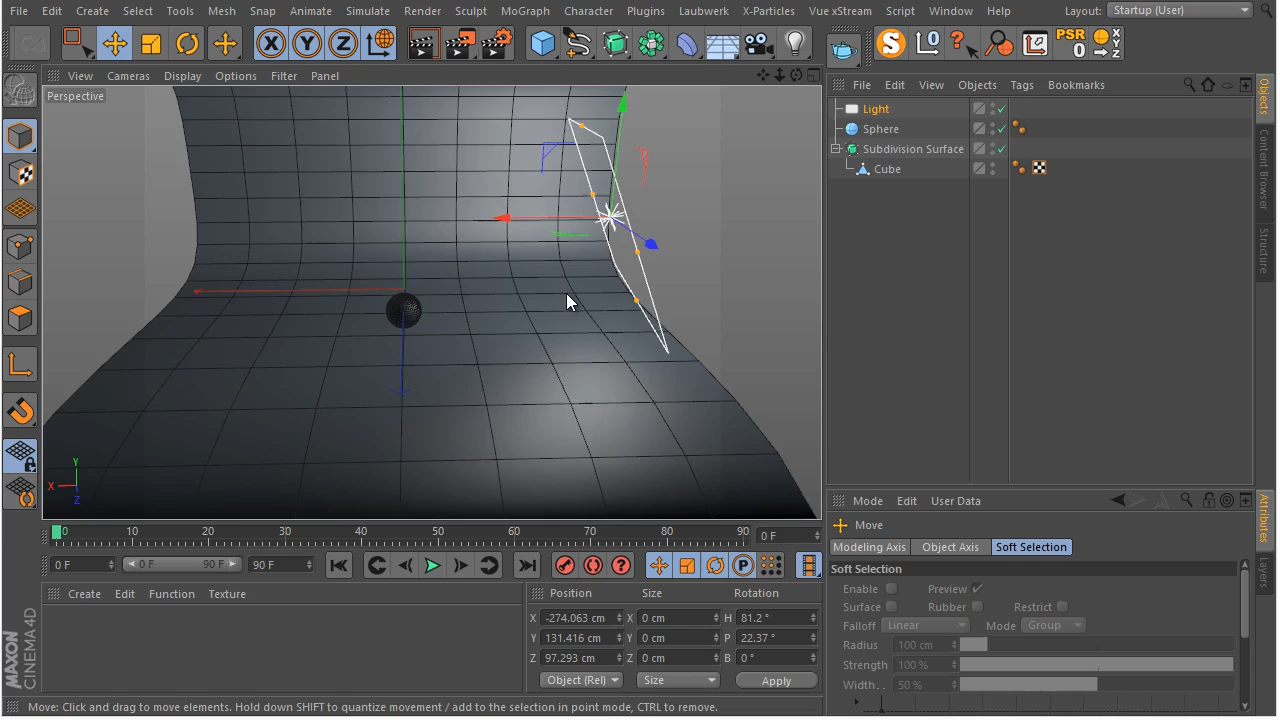 File Edit Create Select Tools Mesh Snap Animate Simulate Render Sculpt MoGraph Character Plugins Laubwerk X-Particles Vue xStream Script Window Help Layout: Startup (User)
X Y Z S PSR 0 X Z
View Cameras Display Options Filter Panel
File Edit View Objects Tags Bookmarks
Perspective
Light
Sphere
Subdivision Surface
Cube
Objects
Content Browser
Structure
Y
X
Z
Mode Edit User Data
Move
Modeling Axis Object Axis Soft Selection
Soft Selection
Enable Preview
Surface Rubber Restrict
Falloff Linear Mode Group
Radius 100 cm
Strength 100 %
Width . . 50 %
Attributes
Layers
0 10 20 30 40 50 60 70 80 90 0 F
0 F 0 F 90 F 90 F P
Create Edit Function Texture
Position Size Rotation
X -274.063 cm X 0 cm H 81.2 °
Y 131.416 cm Y 0 cm P 22.37 °
Z 97.293 cm Z 0 cm B 0 °
Object (Rel) Size Apply
MAXON
CINEMA 4D
Move: Click and drag to move elements. Hold down SHIFT to quantize movement / add to the selection in point mode, CTRL to remove.